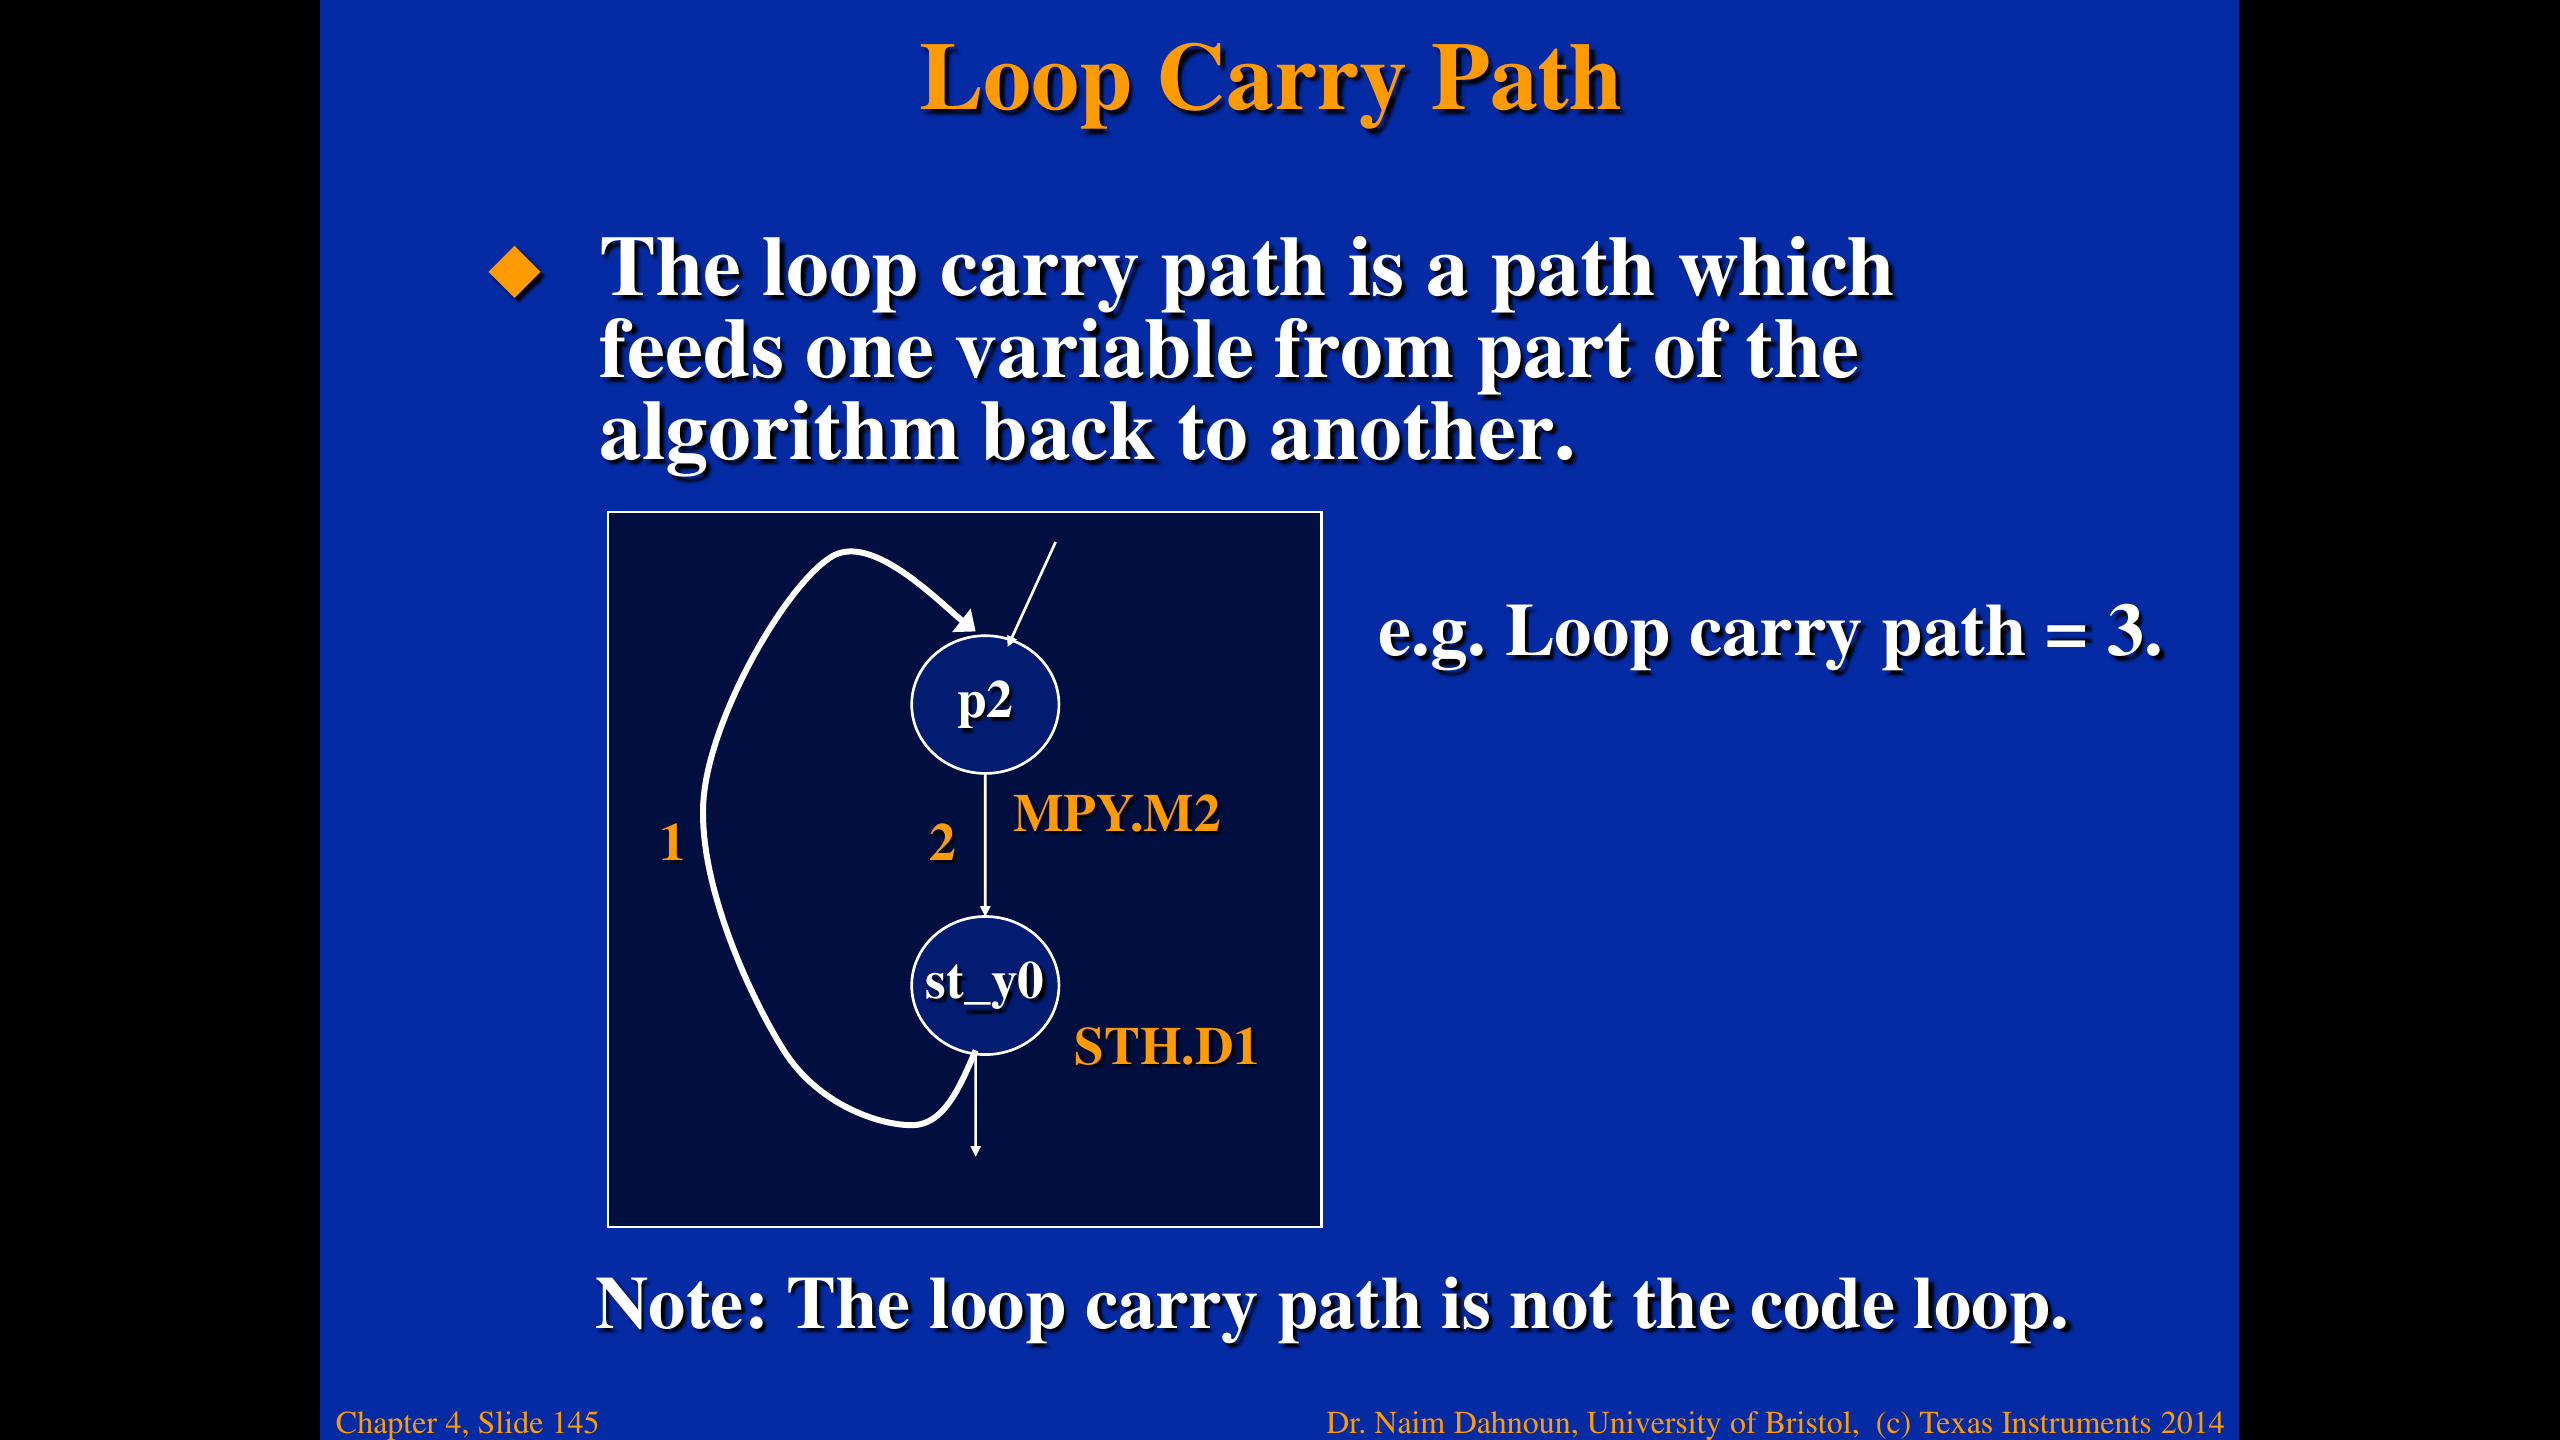 Loop Carry Path
The loop carry path is a path which
feeds one variable from part of the
algorithm back to another.
e.g. Loop carry path = 3.
p2
MPY.M2
1
2
st_y0
STH.D1
Note: The loop carry path is not the code loop.
Chapter 4, Slide 145
Dr. Naim Dahnoun, University of Bristol, (c) Texas Instruments 2014